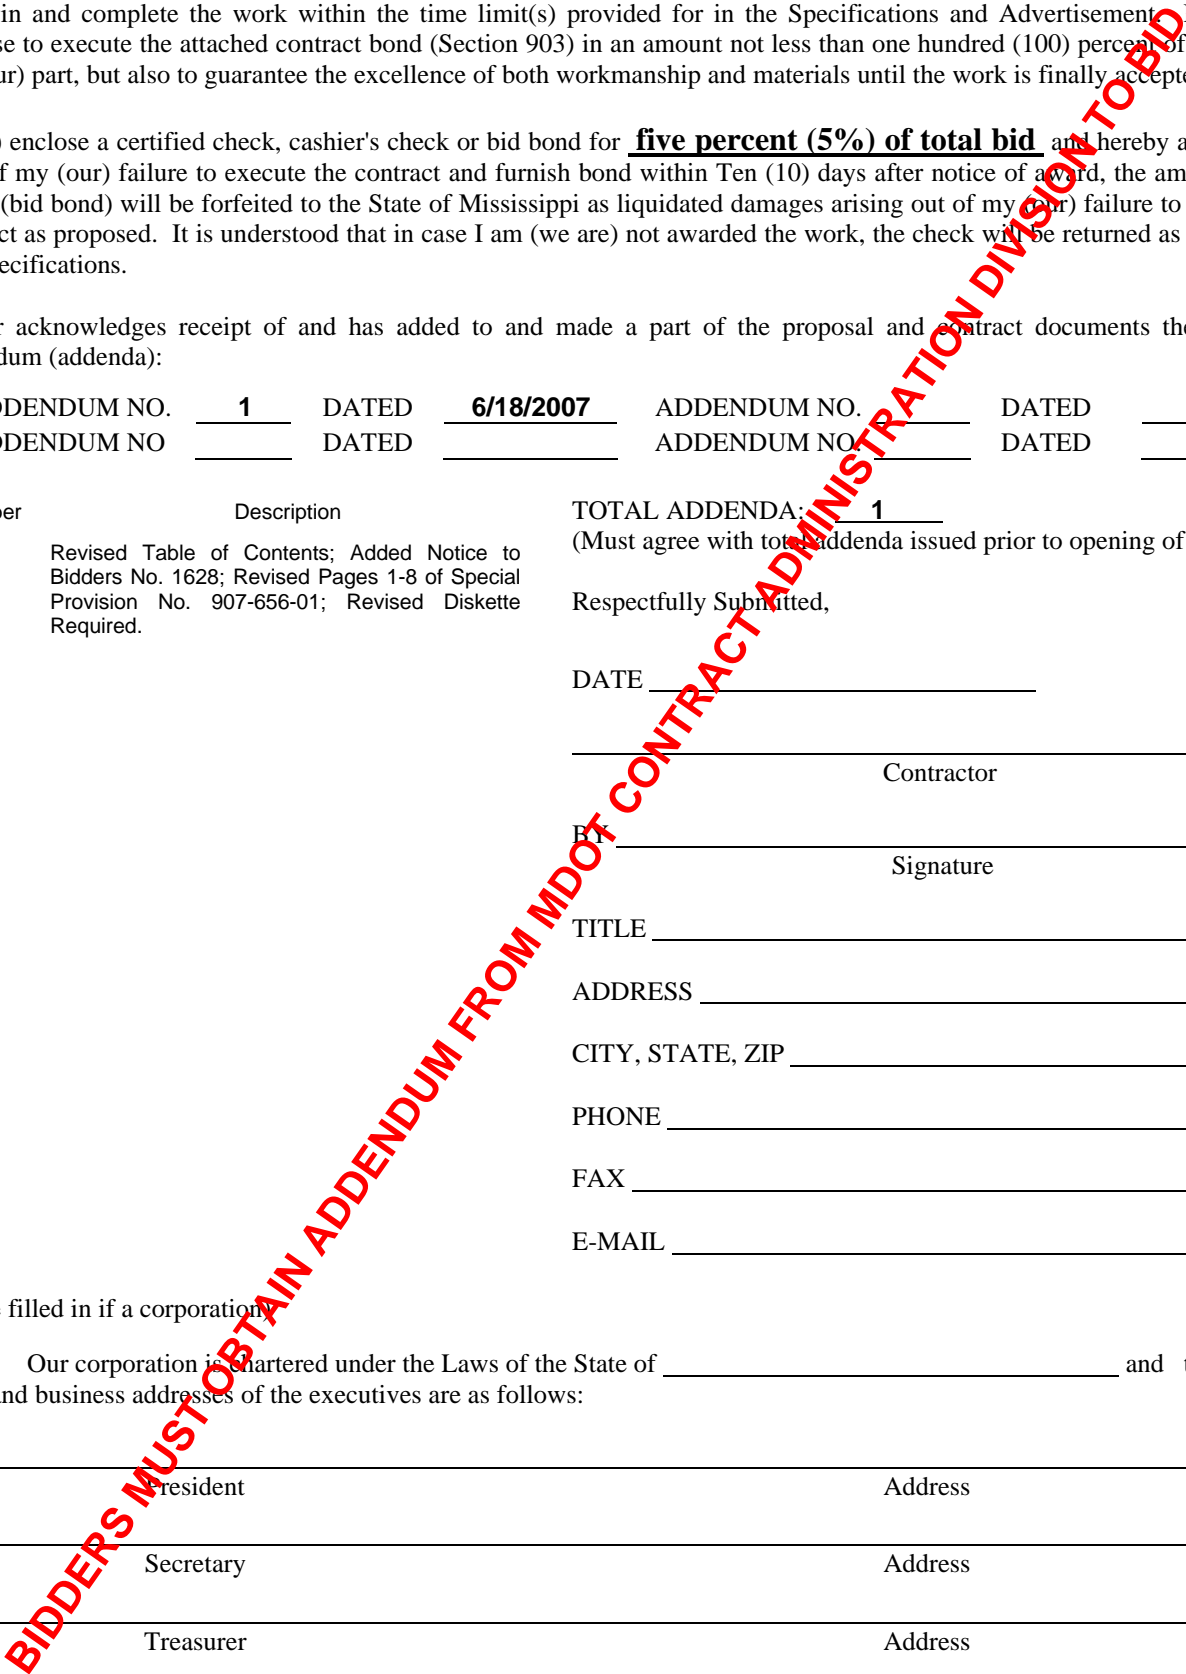 in and complete the work within the time limit(s) provided for in the Specifications and Advertisement.
se to execute the attached contract bond (Section 903) in an amount not less than one hundred (100) percent of
ur) part, but also to guarantee the excellence of both workmanship and materials until the work is finally accepte
) enclose a certified check, cashier's check or bid bond for five percent (5%) of total bid and hereby a
f my (our) failure to execute the contract and furnish bond within Ten (10) days after notice of award, the am
(bid bond) will be forfeited to the State of Mississippi as liquidated damages arising out of my (our) failure to
ct as proposed. It is understood that in case I am (we are) not awarded the work, the check will be returned as
ecifications.
r acknowledges receipt of and has added to and made a part of the proposal and contract documents the
dum (addenda):
DDENDUM NO. 1 DATED 6/18/2007 ADDENDUM NO. DATED
DDENDUM NO DATED ADDENDUM NO. DATED
ber Description
Revised Table of Contents; Added Notice to
Bidders No. 1628; Revised Pages 1-8 of Special
Provision No. 907-656-01; Revised Diskette
Required.
TOTAL ADDENDA: 1
(Must agree with total addenda issued prior to opening of
Respectfully Submitted,
DATE
Contractor
BY
Signature
TITLE
ADDRESS
CITY, STATE, ZIP
PHONE
FAX
E-MAIL
e filled in if a corporation)
Our corporation is chartered under the Laws of the State of and t
and business addresses of the executives are as follows:
President Address
Secretary Address
Treasurer Address
BIDDERS MUST OBTAIN ADDENDUM FROM MDOT CONTRACT ADMINISTRATION DIVISION TO BID